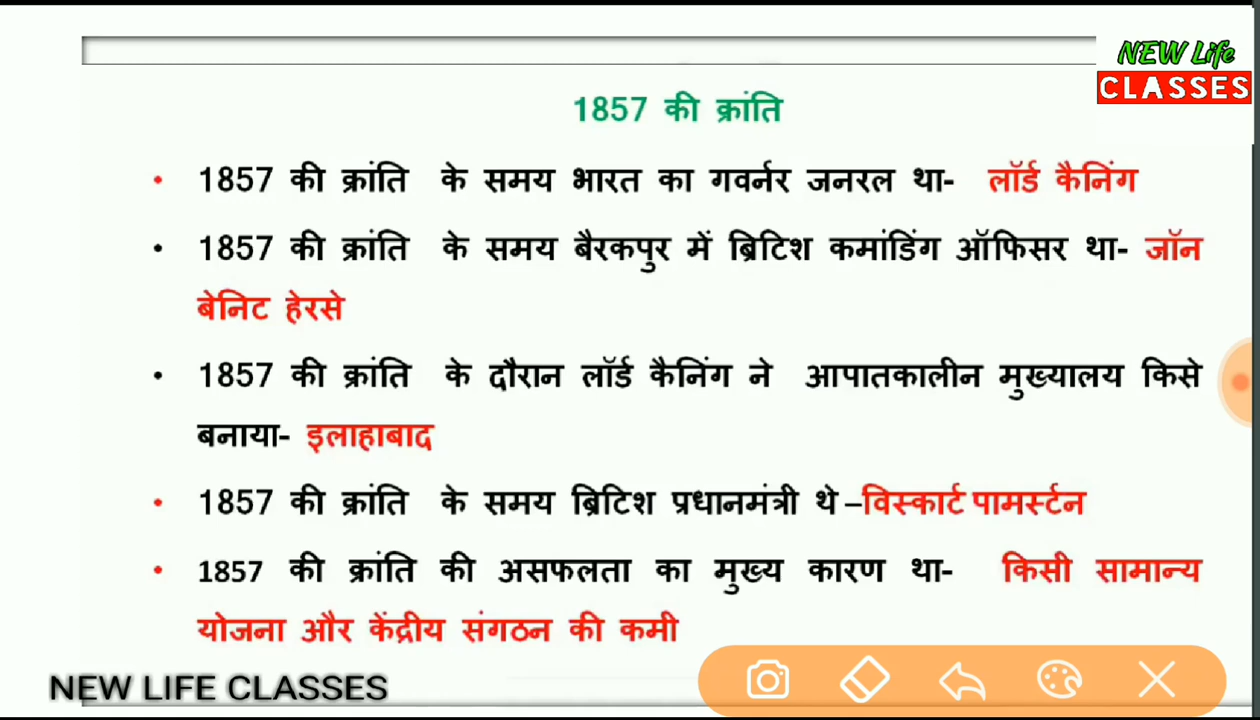 NEW Life
CLASSES
1857 की क्रांति
• 1857 की क्रांति के समय भारत का गवर्नर जनरल था- लॉर्ड कैनिंग
• 1857 की क्रांति के समय बैरकपुर में ब्रिटिश कमांडिंग ऑफिसर था- जॉन
बेनिट हेरसे
• 1857 की क्रांति के दौरान लॉर्ड कैनिंग ने आपातकालीन मुख्यालय किसे
बनाया- इलाहाबाद
• 1857 की क्रांति के समय ब्रिटिश प्रधानमंत्री थे –विस्कार्ट पामर्स्टन
• 1857 की क्रांति की असफलता का मुख्य कारण था- किसी सामान्य
योजना और केंद्रीय संगठन की कमी
NEW LIFE CLASSES